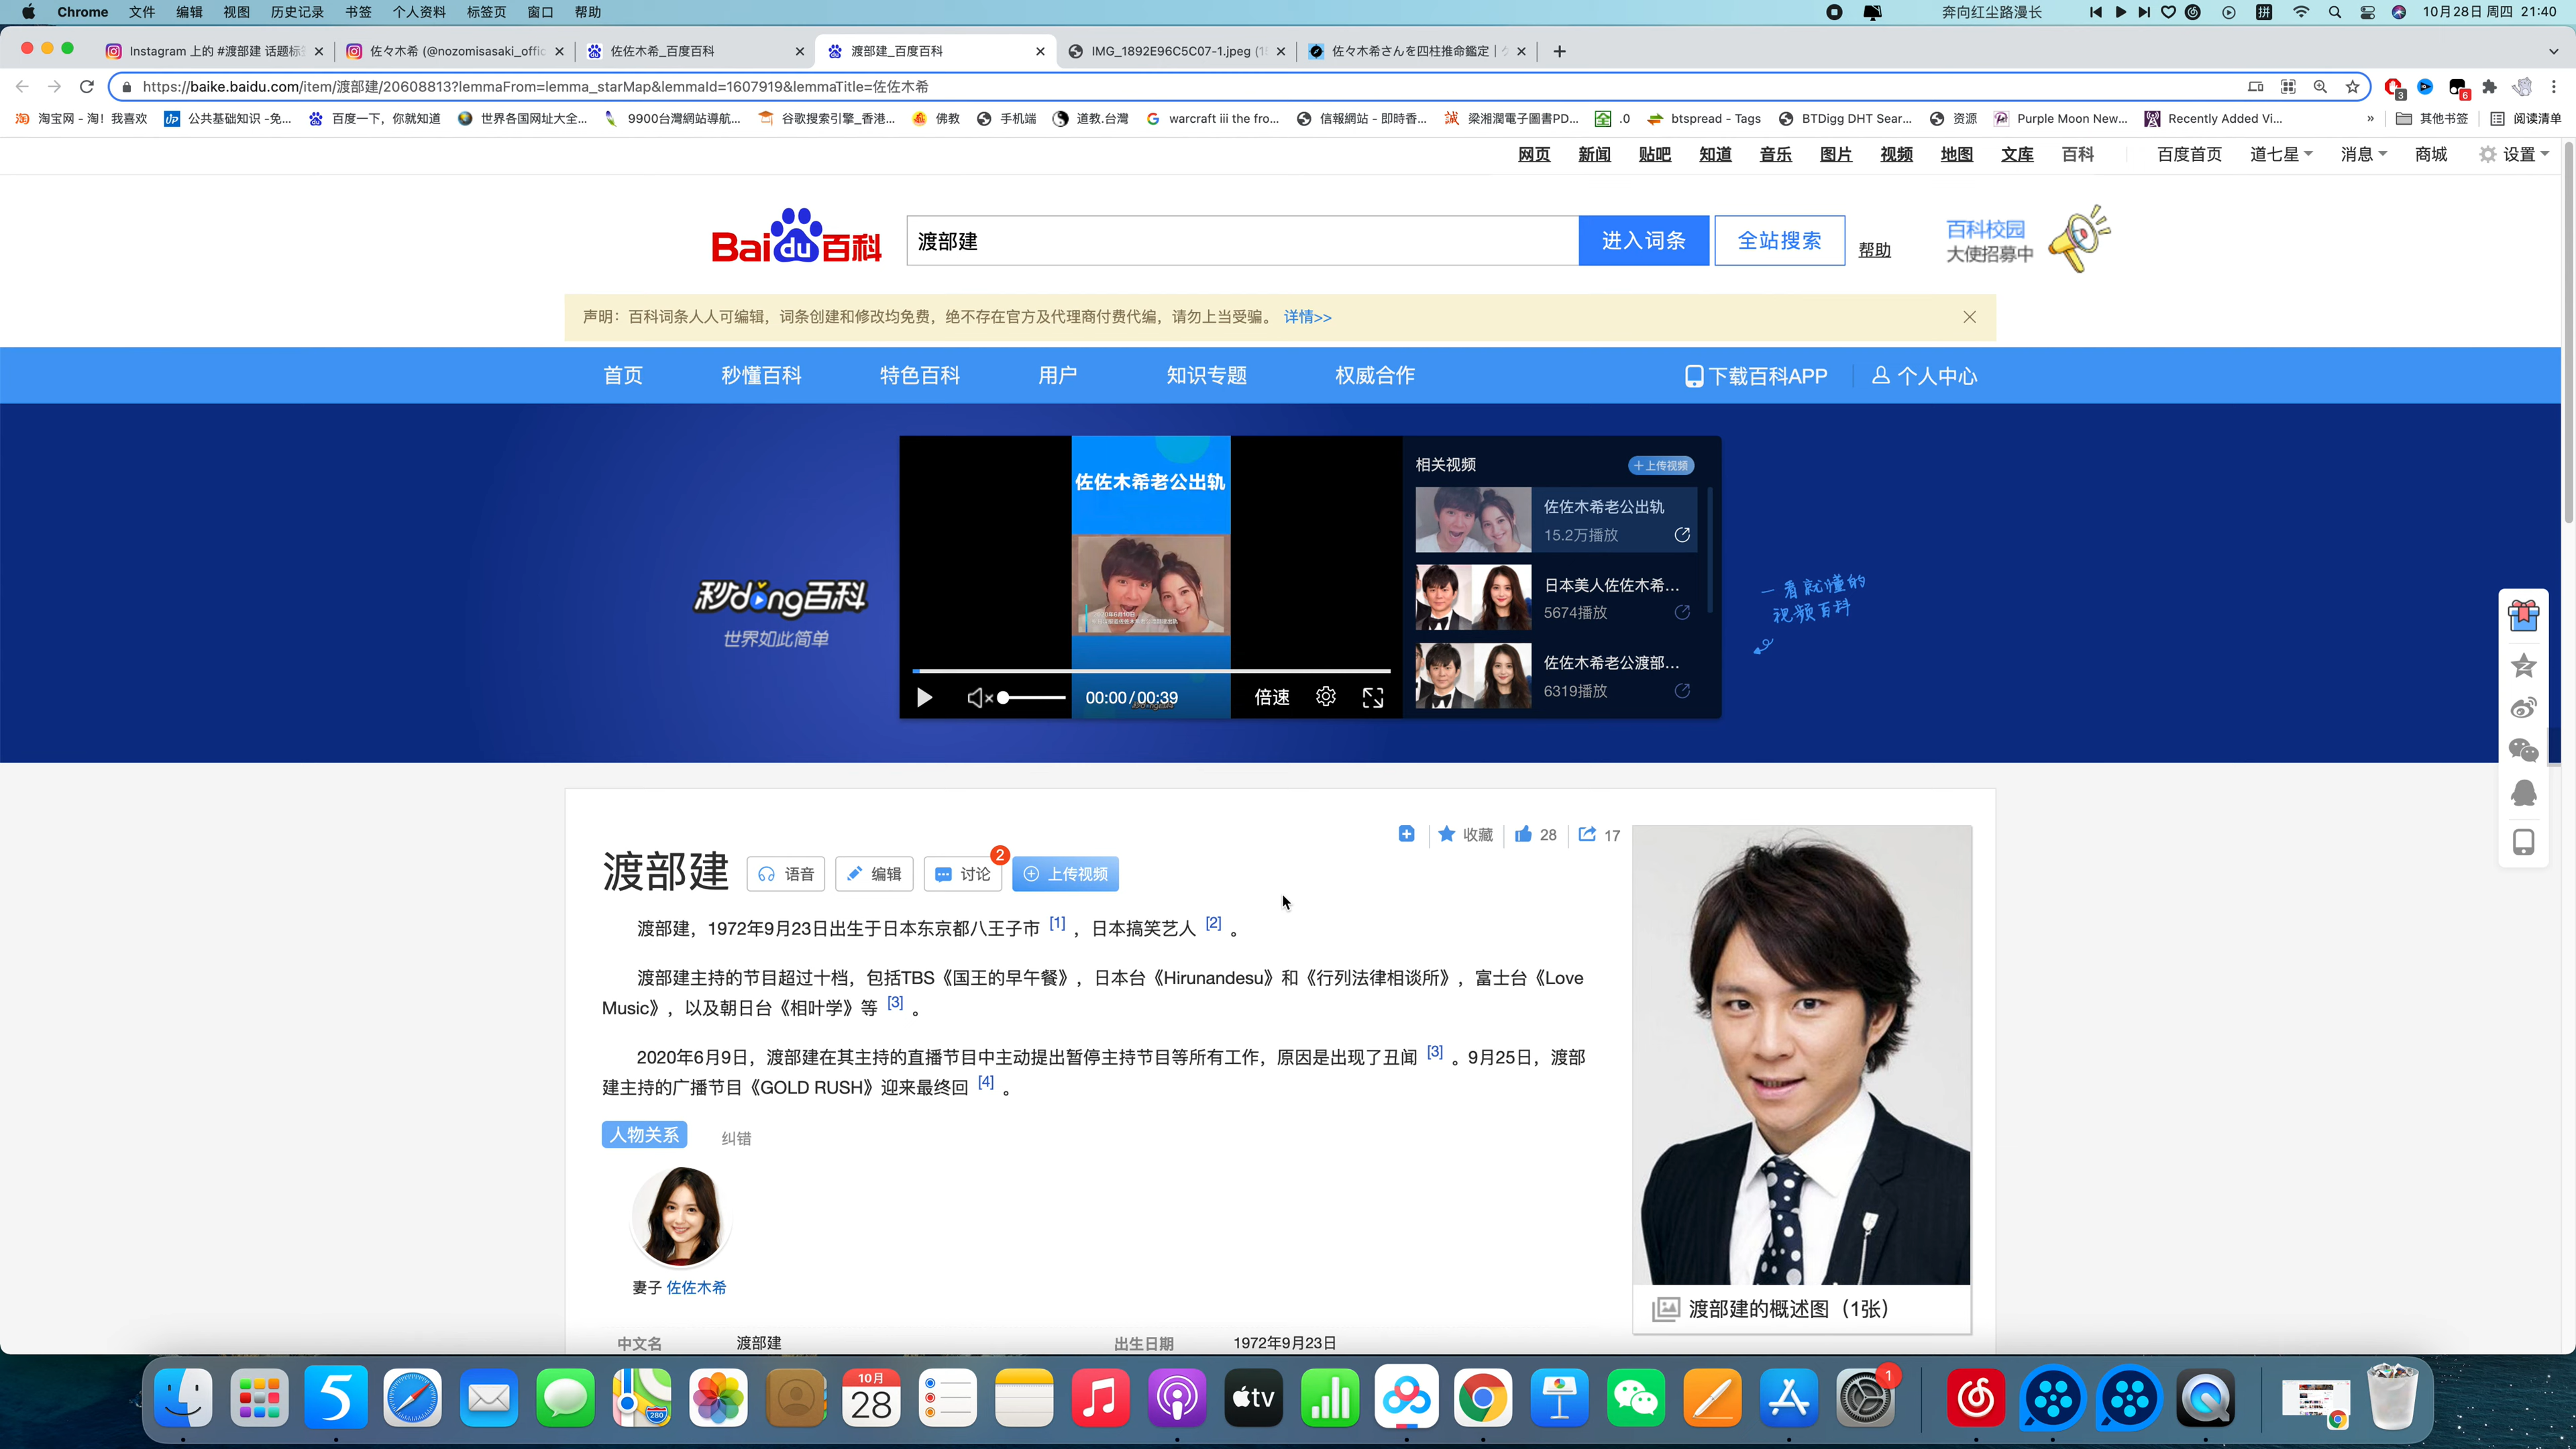 Chrome 文件 编辑 视图 历史记录 书签 个人资料 标签页 窗口 帮助 奔向红尘路漫长 拼 10月28日 周四 21:40
Instagram 上的 #渡部建 话题标 佐々木希 (@nozomisasaki_offic 佐佐木希_百度百科 渡部建_百度百科 IMG_1892E96C5C07-1.jpeg 佐々木希さんを四柱推命鑑定 |
https://baike.baidu.com/item/渡部建/20608813?lemmaFrom=lemma_starMap&lemmaId=1607919&lemmaTitle=佐佐木希 3 6
淘 淘宝网 - 淘！我喜欢 公共基础知识 -免... 百度一下，你就知道 世界各国网址大全... 9900台灣網站導航... 谷歌搜索引擎_香港... 佛教 手机端 道教.台灣 warcraft iii the fro... 信報網站 - 即時香... 誠 梁湘潤電子圖書PD... .0 btspread - Tags BTDigg DHT Sear... 资源 Purple Moon New... Recently Added Vi... » 其他书签 阅读清单
网页 新闻 贴吧 知道 音乐 图片 视频 地图 文库 百科 百度首页 道七星 消息 商城 设置
Baidu百科 渡部建 进入词条 全站搜索 帮助 百科校园
大使招募中
声明：百科词条人人可编辑，词条创建和修改均免费，绝不存在官方及代理商付费代编，请勿上当受骗。 详情>>
首页 秒懂百科 特色百科 用户 知识专题 权威合作 下载百科APP 个人中心
佐佐木希老公出轨
相关视频 +上传视频
佐佐木希老公出轨
15.2万播放
日本美人佐佐木希...
5674播放
佐佐木希老公渡部...
6319播放
秒dǒng百科
世界如此简单
一看就懂的
视频百科
00:00/00:39 倍速
收藏 28 17
渡部建 语音 编辑 讨论 2 上传视频
渡部建，1972年9月23日出生于日本东京都八王子市 [1] ，日本搞笑艺人 [2] 。
渡部建主持的节目超过十档，包括TBS《国王的早午餐》，日本台《Hirunandesu》和《行列法律相谈所》，富士台《Love
Music》，以及朝日台《相叶学》等 [3] 。
2020年6月9日，渡部建在其主持的直播节目中主动提出暂停主持节目等所有工作，原因是出现了丑闻 [3] 。9月25日，渡部
建主持的广播节目《GOLD RUSH》迎来最终回 [4] 。
人物关系 纠错
妻子 佐佐木希
渡部建的概述图（1张）
中文名 渡部建 出生日期 1972年9月23日
5 280 10月 28 tv 1